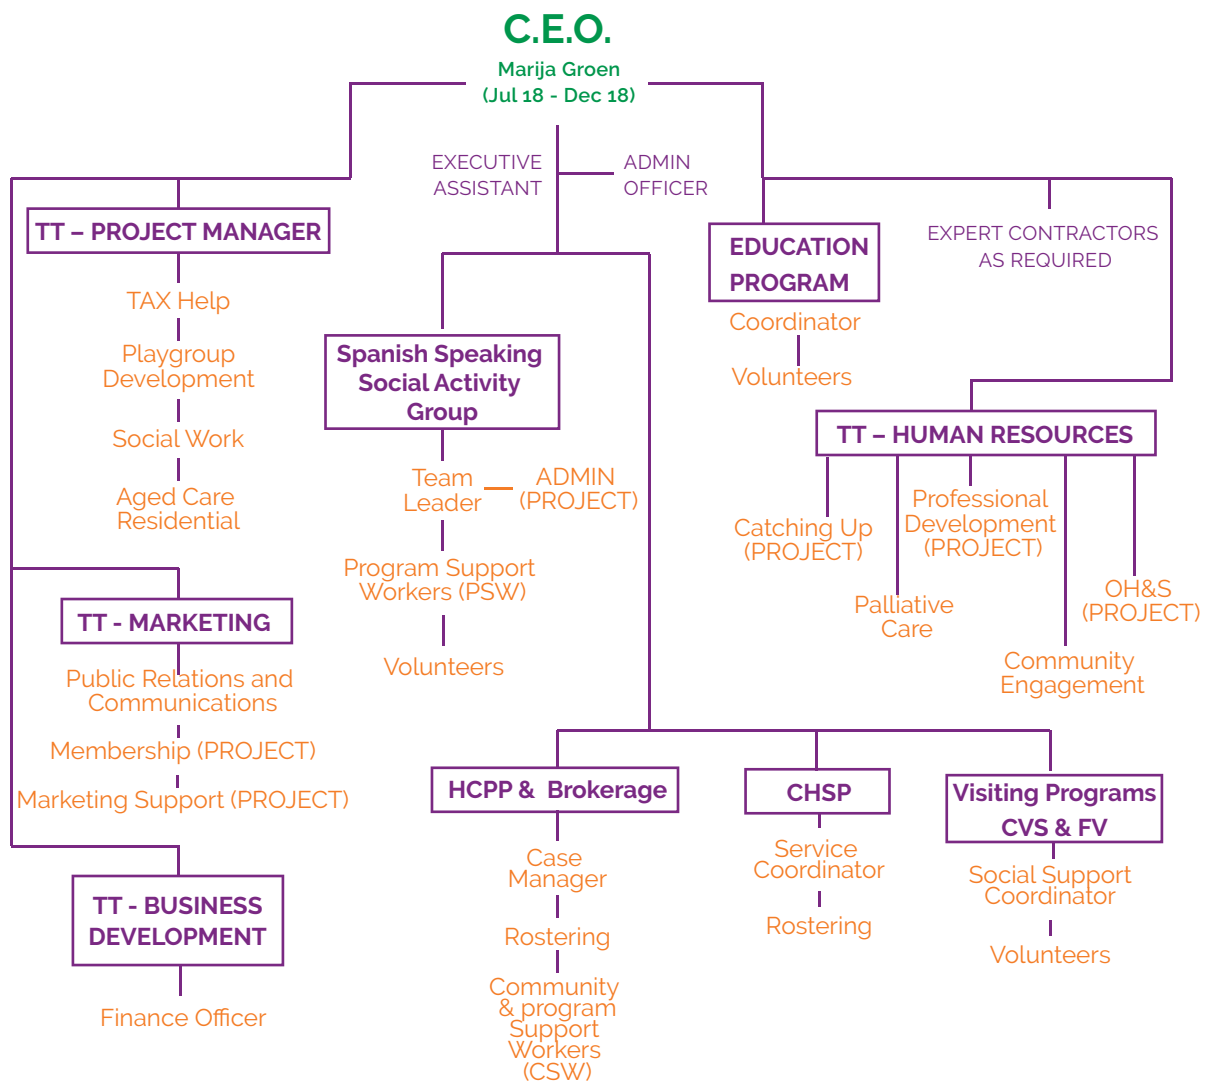 C.E.O.
Marija Groen
(Jul 18 - Dec 18)
EXECUTIVE
ASSISTANT
ADMIN
OFFICER
TT – PROJECT MANAGER
TAX Help
Playgroup
Development
Social Work
Aged Care
Residential
TT - MARKETING
Public Relations and
Communications
Membership (PROJECT)
Marketing Support (PROJECT)
TT - BUSINESS
DEVELOPMENT
Finance Officer
Spanish Speaking
Social Activity
Group
Team
Leader
ADMIN
(PROJECT)
Program Support
Workers (PSW)
Volunteers
HCPP & Brokerage
Case
Manager
Rostering
Community
& program
Support
Workers
(CSW)
CHSP
Service
Coordinator
Rostering
Visiting Programs
CVS & FV
Social Support
Coordinator
Volunteers
EDUCATION
PROGRAM
Coordinator
Volunteers
EXPERT CONTRACTORS
AS REQUIRED
TT – HUMAN RESOURCES
Catching Up
(PROJECT)
Palliative
Care
Professional
Development
(PROJECT)
Community
Engagement
OH&S
(PROJECT)